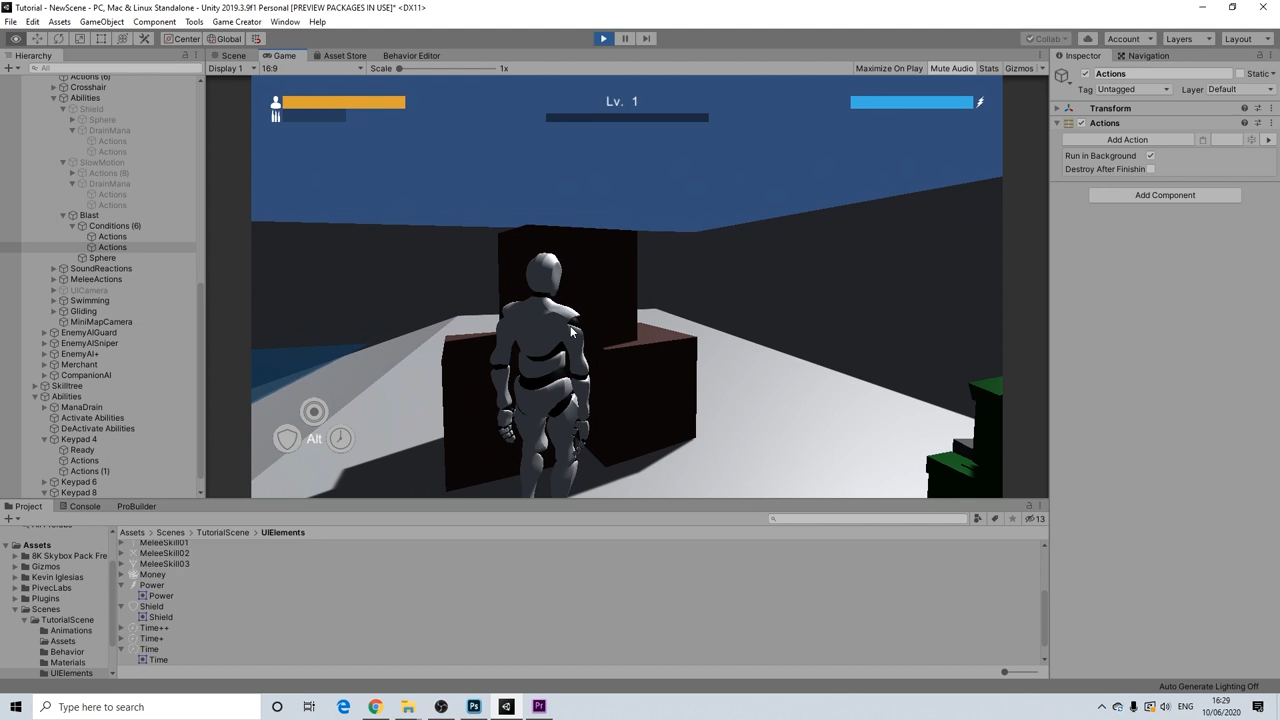 Tutorial - NewScene - PC, Mac & Linux Standalone - Unity 2019.3.9f1 Personal [PREVIEW PACKAGES IN USE]* <DX11>
File Edit Assets GameObject Component Tools Game Creator Window Help
Center Global Collab Account Layers Layout
Hierarchy
Scene Game Asset Store Behavior Editor
Inspector Navigation
All
Display 1 16:9 Scale 1x Maximize On Play Mute Audio Stats Gizmos
Actions Static
Tag Untagged Layer Default
Transform
Actions
Add Action
Run in Background
Destroy After Finishin
Add Component
Actions (6)
Crosshair
Abilities
Shield
Sphere
DrainMana
Actions
Actions
SlowMotion
Actions (8)
DrainMana
Actions
Actions
Blast
Conditions (6)
Actions
Actions
Sphere
SoundReactions
MeleeActions
UICamera
Swimming
Gliding
MiniMapCamera
EnemyAIGuard
EnemyAISniper
EnemyAI+
Merchant
CompanionAI
Skilltree
Abilities
ManaDrain
Activate Abilities
DeActivate Abilities
Keypad 4
Ready
Actions
Actions (1)
Keypad 6
Keypad 8
Lv. 1
Alt
Project Console ProBuilder
13
Assets
8K Skybox Pack Fre
Gizmos
Kevin Iglesias
PivecLabs
Plugins
Scenes
TutorialScene
Animations
Assets
Behavior
Materials
UIElements
Assets Scenes TutorialScene UIElements
MeleeSkill01
MeleeSkill02
MeleeSkill03
Money
Power
Power
Shield
Shield
Time++
Time+
Time
Time
Auto Generate Lighting Off
Type here to search
Ps
Pr
ENG
16:29
10/06/2020